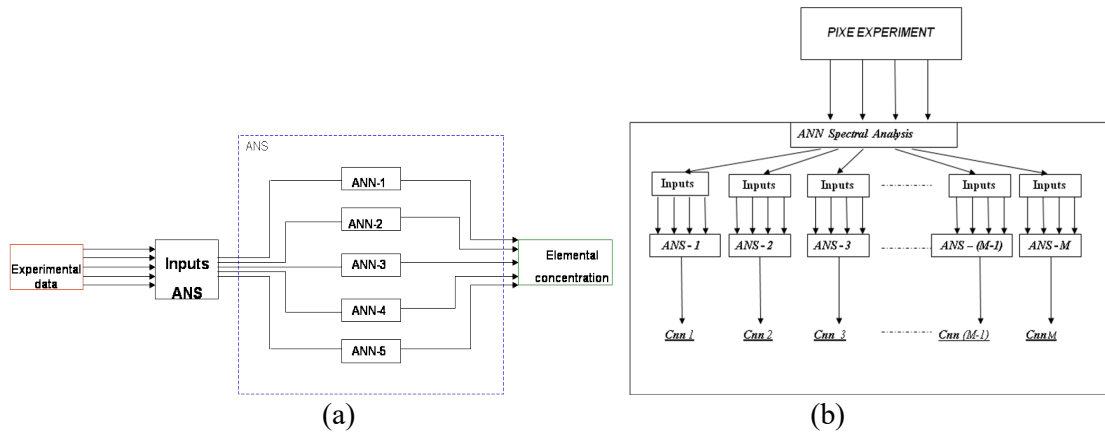 ANS
ANN-1
ANN-2
ANN-3
ANN-4
ANN-5
Experimental
data
Inputs
ANS
Elemental
concentration
(a)
PIXE EXPERIMENT
ANN Spectral Analysis
Inputs Inputs Inputs Inputs Inputs
ANS - 1 ANS - 2 ANS - 3 ANS – (M-1) ANS - M
Cnn 1 Cnn 2 Cnn 3 Cnn (M-1) Cnn M
(b)